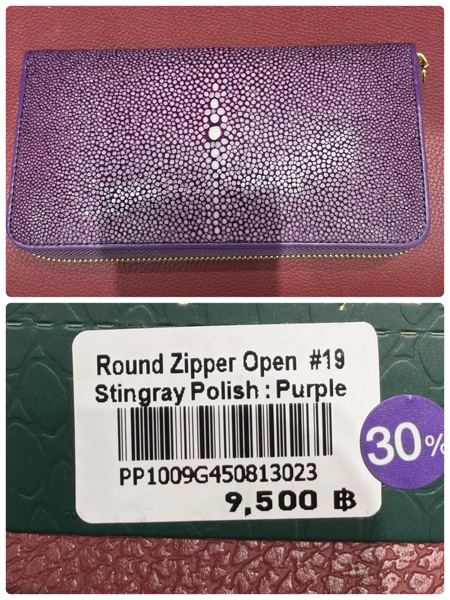 Round Zipper Open #19
Stingray Polish : Purple
PP1009G450813023
9,500 ฿
30%